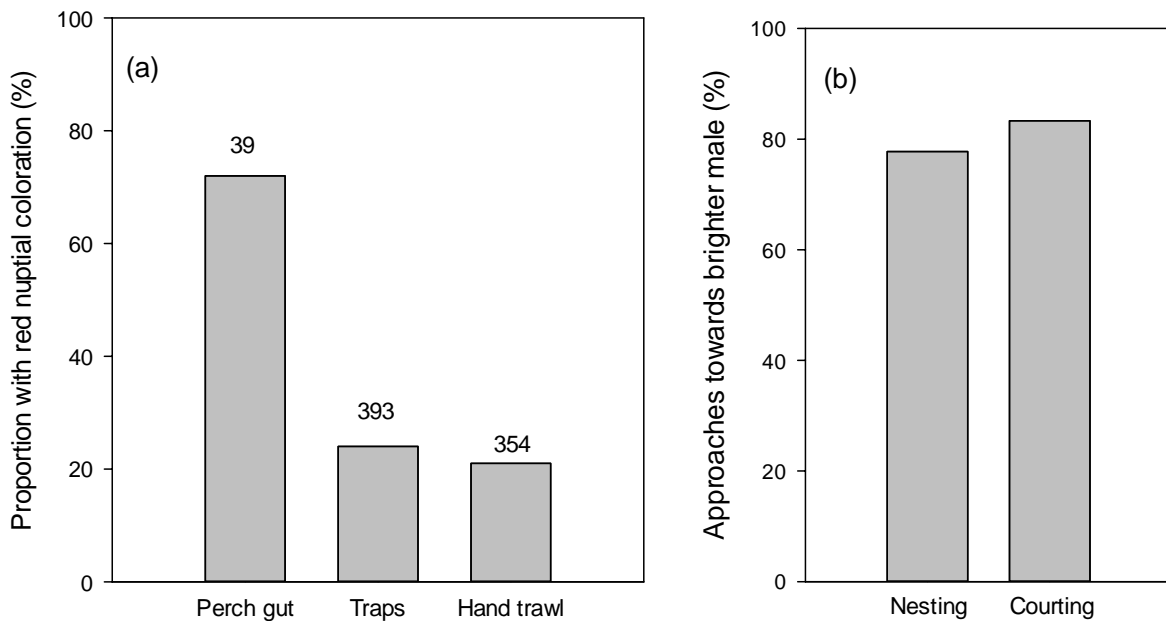 Proportion with red nuptial coloration (%)
100
80
60
40
20
0
(a)
39
393
354
Perch gut
Traps
Hand trawl
Approaches towards brighter male (%)
100
80
60
40
20
0
(b)
Nesting
Courting